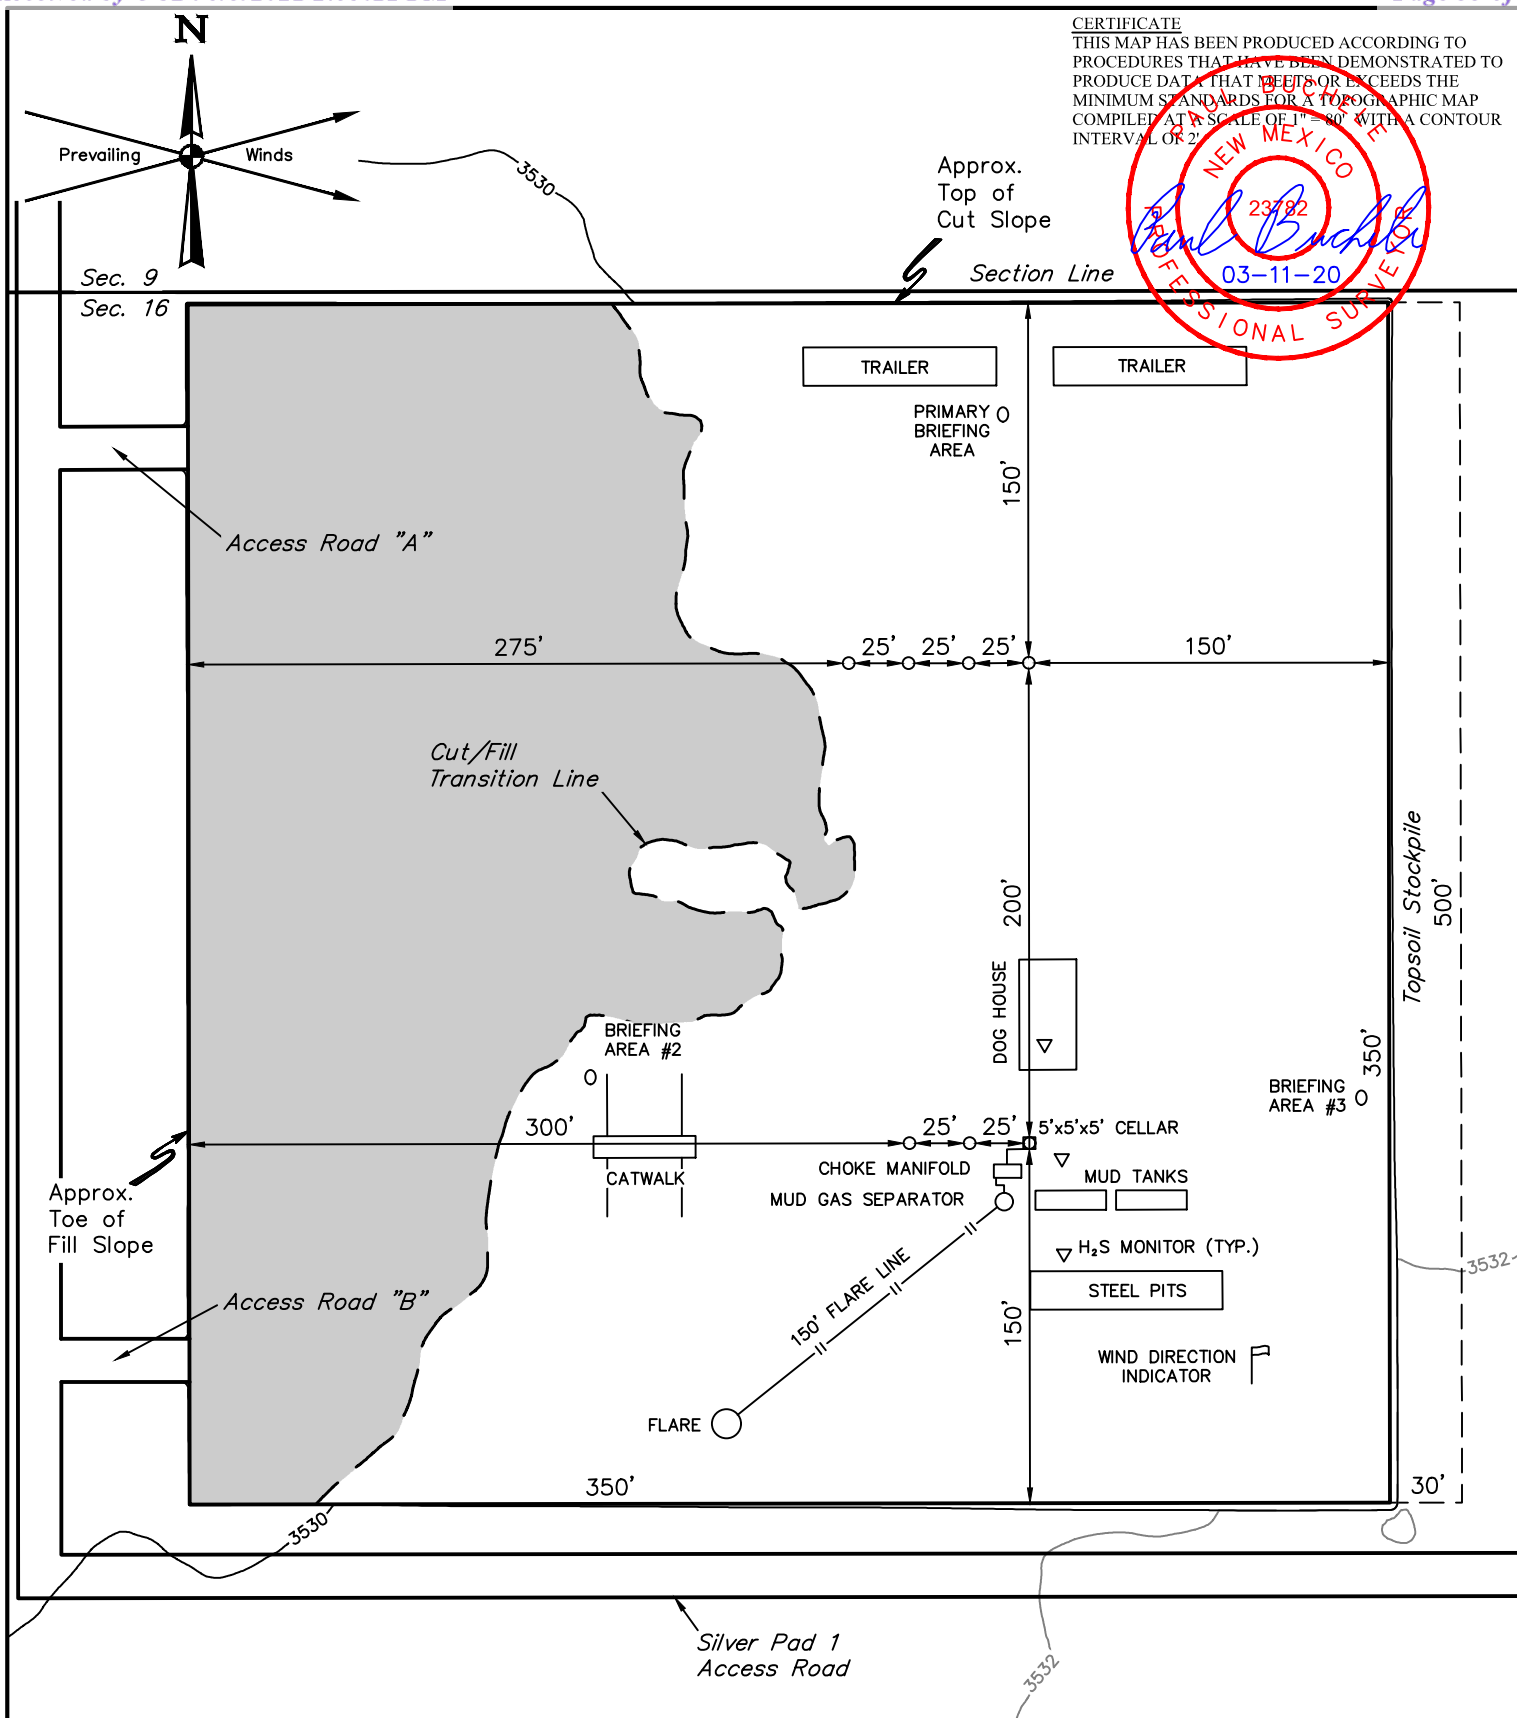 N
CERTIFICATE
THIS MAP HAS BEEN PRODUCED ACCORDING TO
PROCEDURES THAT HAVE BEEN DEMONSTRATED TO
PRODUCE DATA THAT MEETS OR EXCEEDS THE
MINIMUM STANDARDS FOR A TOPOGRAPHIC MAP
COMPILED AT A SCALE OF 1" = 80' WITH A CONTOUR
INTERVAL OF 2'.
PAUL BUCHELE
NEW MEXICO
23782
PROFESSIONAL SURVEYOR
Paul Buchele
03-11-20
Prevailing Winds
3530
Approx.
Top of
Cut Slope
Section Line
Sec. 9
Sec. 16
TRAILER
TRAILER
PRIMARY
BRIEFING
AREA
150'
Access Road "A"
275'
25'
25'
25'
150'
Cut/Fill
Transition Line
200'
Topsoil Stockpile
500'
DOG HOUSE
BRIEFING
AREA #2
350'
BRIEFING
AREA #3
300'
25'
25'
5'x5'x5' CELLAR
CATWALK
CHOKE MANIFOLD
MUD TANKS
MUD GAS SEPARATOR
Approx.
Toe of
Fill Slope
H₂S MONITOR (TYP.)
3532
150' FLARE LINE
STEEL PITS
Access Road "B"
150'
WIND DIRECTION
INDICATOR
FLARE
350'
30'
3530
Silver Pad 1
Access Road
3532